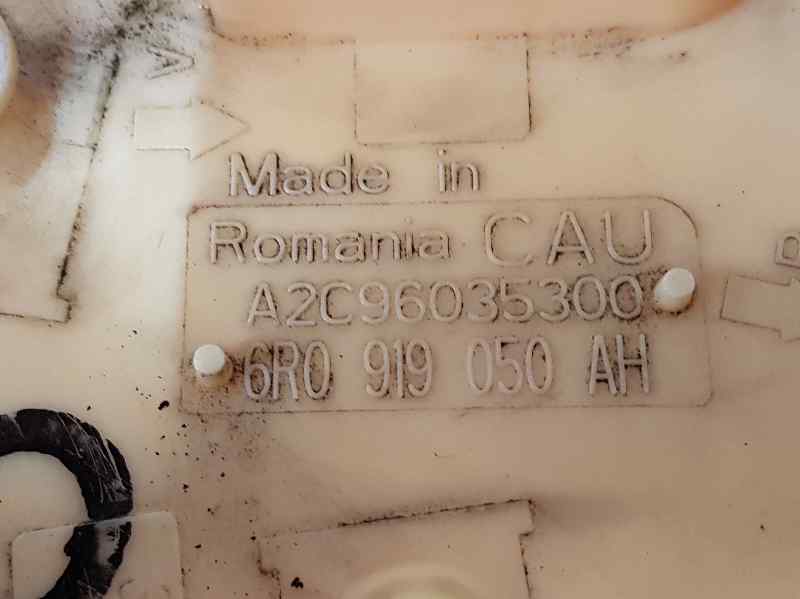 V
Made in
Romania CAU
A2C96035300
6R0 919 050 AH